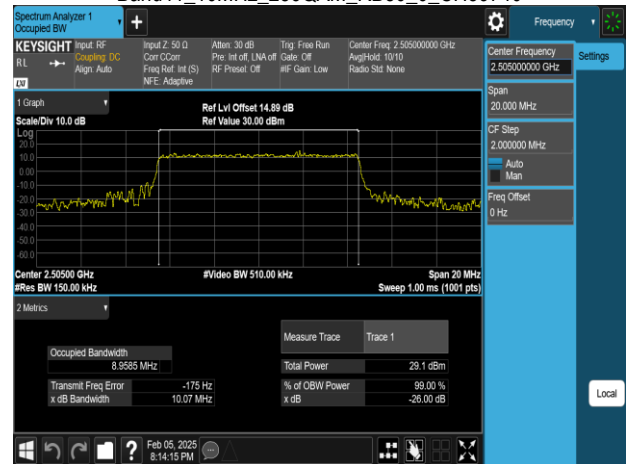 Spectrum Analyzer 1
Occupied BW
Frequency
KEYSIGHT
RL
LXI
Input: RF
Coupling: DC
Align: Auto
Input Z: 50 Ω
Corr CCorr
Freq Ref: Int (S)
NFE: Adaptive
Atten: 30 dB
Pre: Int off, LNA off
RF Preset: Off
Trig: Free Run
Gate: Off
#IF Gain: Low
Center Freq: 2.505000000 GHz
Avg|Hold: 10/10
Radio Std: None
Center Frequency
2.505000000 GHz
Settings
Span
20.000 MHz
CF Step
2.000000 MHz
Auto
Man
Freq Offset
0 Hz
Local
1 Graph
Scale/Div 10.0 dB
Ref Lvl Offset 14.89 dB
Ref Value 30.00 dBm
Log
20.0
10.0
0.00
-10.0
-20.0
-30.0
-40.0
-50.0
-60.0
Center 2.50500 GHz
#Res BW 150.00 kHz
#Video BW 510.00 kHz
Span 20 MHz
Sweep 1.00 ms (1001 pts)
2 Metrics
Measure Trace
Trace 1
Occupied Bandwidth
8.9585 MHz
Total Power
29.1 dBm
Transmit Freq Error
-175 Hz
% of OBW Power
99.00 %
x dB Bandwidth
10.07 MHz
x dB
-26.00 dB
Feb 05, 2025
8:14:15 PM